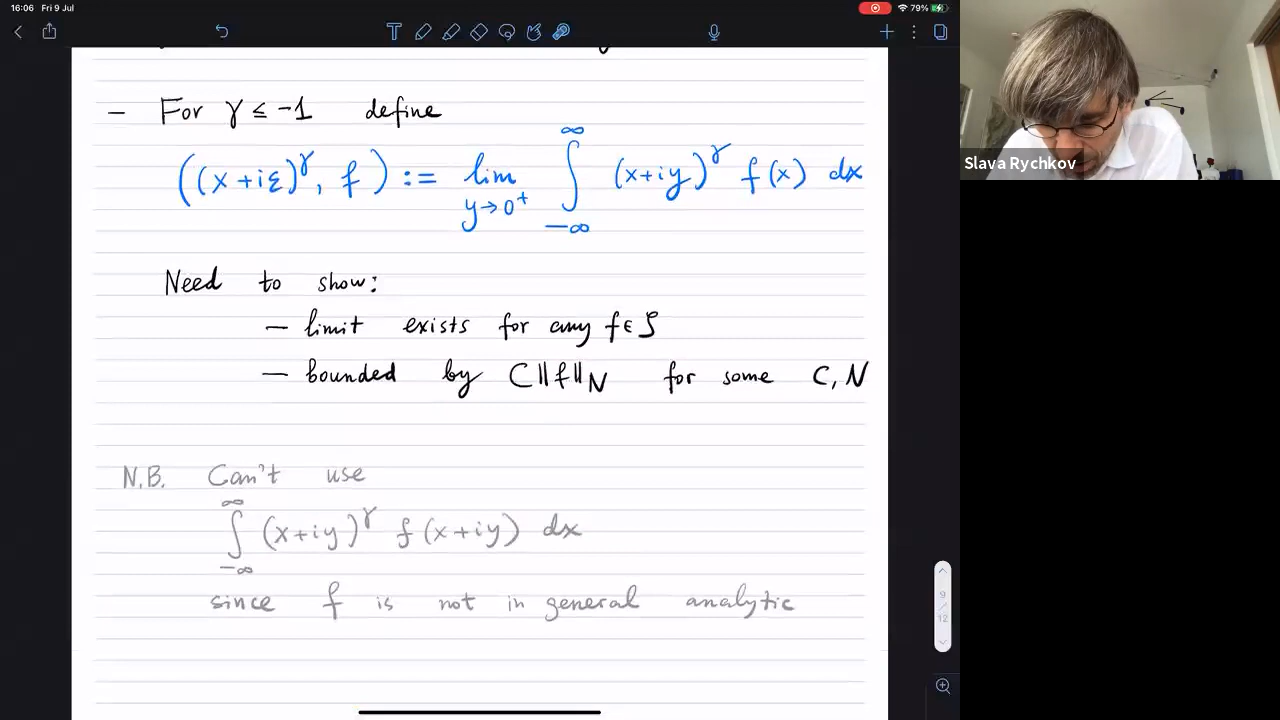 16:06 Fri 9 Jul 79%
– For γ ≤ -1 define
((x+iε)^γ, f) := lim_{y→0⁺} ∫_{-∞}^{∞} (x+iy)^γ f(x) dx
Slava Rychkov
Need to show:
– limit exists for any f ∈ S
– bounded by C‖f‖_N for some C, N
N.B. Can't use
∫_{-∞}^{∞} (x+iy)^γ f(x+iy) dx
since f is not in general analytic
9 / 12